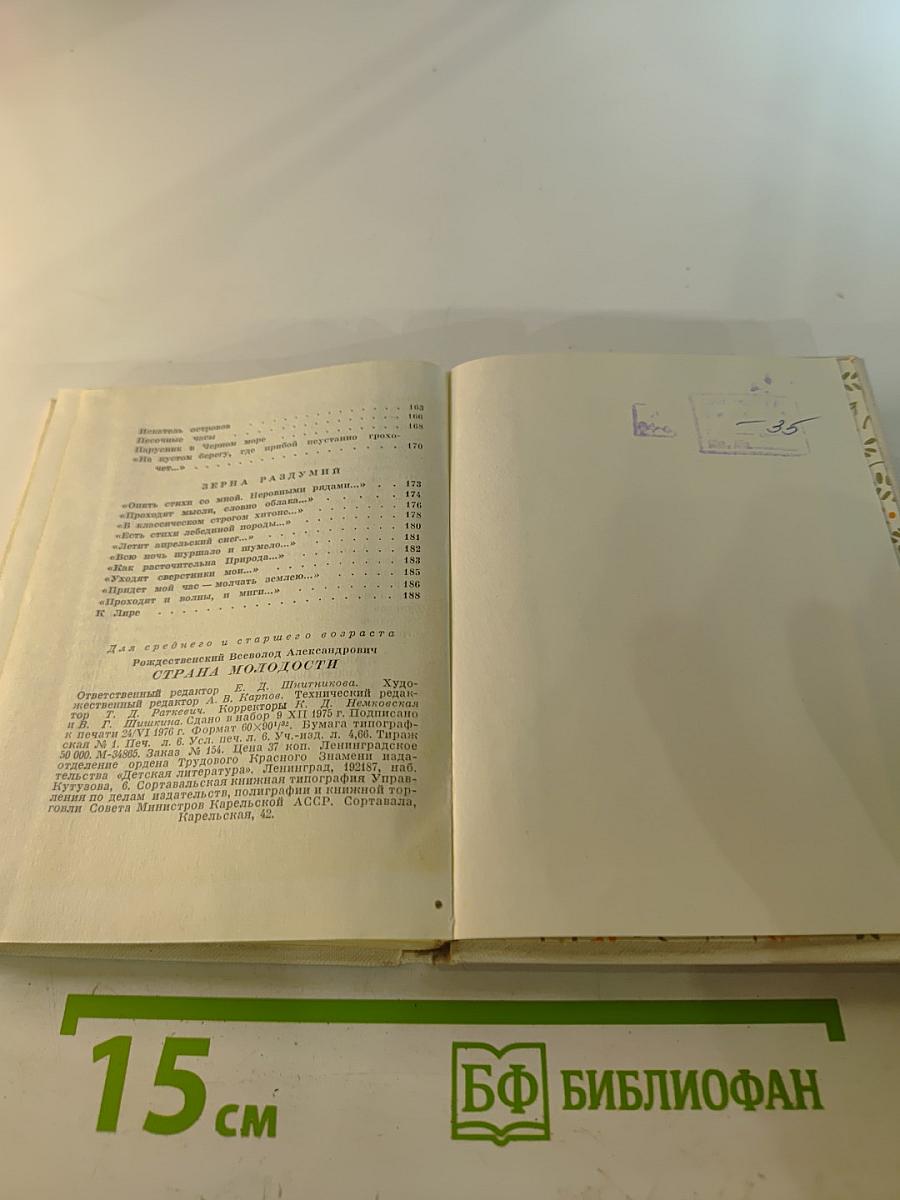 163
Искатель островов . . . . . . . . . . . . 166
Песочные часы . . . . . . . . . . . . 168
Парусник в Черном море . . . . . . . . .
«На пустом берегу, где прибой неустанно грохо-
чет...» . . . . . . . . . . . . . . . 170
ЗЕРНА РАЗДУМИЙ
«Опять стихи со мной. Неровными рядами...» . . 173
«Проходят мысли, словно облака...» . . . . . 174
«В классическом строгом хитоне...» . . . . . 176
«Есть стихи лебединой породы...» . . . . . . 178
«Летит апрельский снег...» . . . . . . . . 180
«Всю ночь шуршало и шумело...» . . . . . . 181
«Как расточительна Природа...» . . . . . . 182
«Уходят сверстники мои...» . . . . . . . . 183
«Придет мой час — молчать землею...» . . . . 185
«Проходят и волны, и миги...» . . . . . . . 186
К Лире . . . . . . . . . . . . . . . 188
Для среднего и старшего возраста
Рождественский Всеволод Александрович
СТРАНА МОЛОДОСТИ
Ответственный редактор Е. Д. Шнитникова. Худо-
жественный редактор А. В. Карпов. Технический редак-
тор Т. Д. Раткевич. Корректоры К. Д. Немковская
и В. Г. Шишкина. Сдано в набор 9 XII 1975 г. Подписано
к печати 24/VI 1976 г. Формат 60×90¹/₃₂. Бумага типограф-
ская № 1. Печ. л. 6. Усл. печ. л. 6. Уч.-изд. л. 4,66. Тираж
50 000. М-34865. Заказ № 154. Цена 37 коп. Ленинградское
отделение ордена Трудового Красного Знамени изда-
тельства «Детская литература». Ленинград, 192187, наб.
Кутузова, 6. Сортавальская книжная типография Управ-
ления по делам издательств, полиграфии и книжной тор-
говли Совета Министров Карельской АССР. Сортавала,
Карельская, 42.
–35
15 см
БФ БИБЛИОФАН